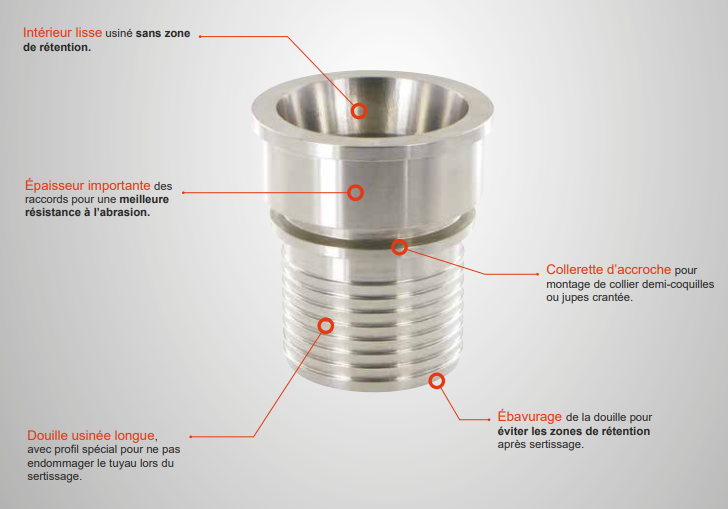 Intérieur lisse usiné sans zone
de rétention.
Épaisseur importante des
raccords pour une meilleure
résistance à l'abrasion.
Collerette d'accroche pour
montage de collier demi-coquilles
ou jupes crantée.
Douille usinée longue,
avec profil spécial pour ne pas
endommager le tuyau lors du
sertissage.
Ébavurage de la douille pour
éviter les zones de rétention
après sertissage.